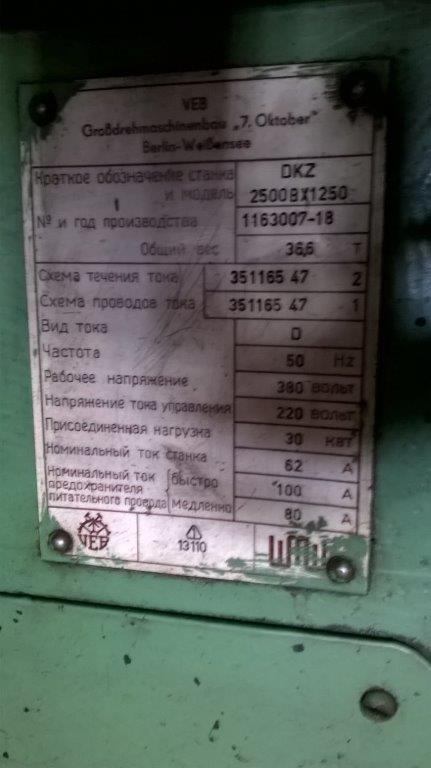 VEB
Großdrehmaschinenbau „7. Oktober"
Berlin-Weißensee
Краткое обозначение станка DKZ
и модель 2500BX1250
№ и год производства 1163007-18
Общий вес 36,6 Т
Схема течения тока 351165 47 2
Схема проводов тока 351165 47 1
Вид тока D
Частота 50 Hz
Рабочее напряжение 380 вольт
Напряжение тока управления 220 вольт
Присоединенная нагрузка 30 квт
Номинальный ток станка 62 А
Номинальный ток предохранителя питательного провода быстро 100 А
медленно 80 А
VEB
13110
WMW